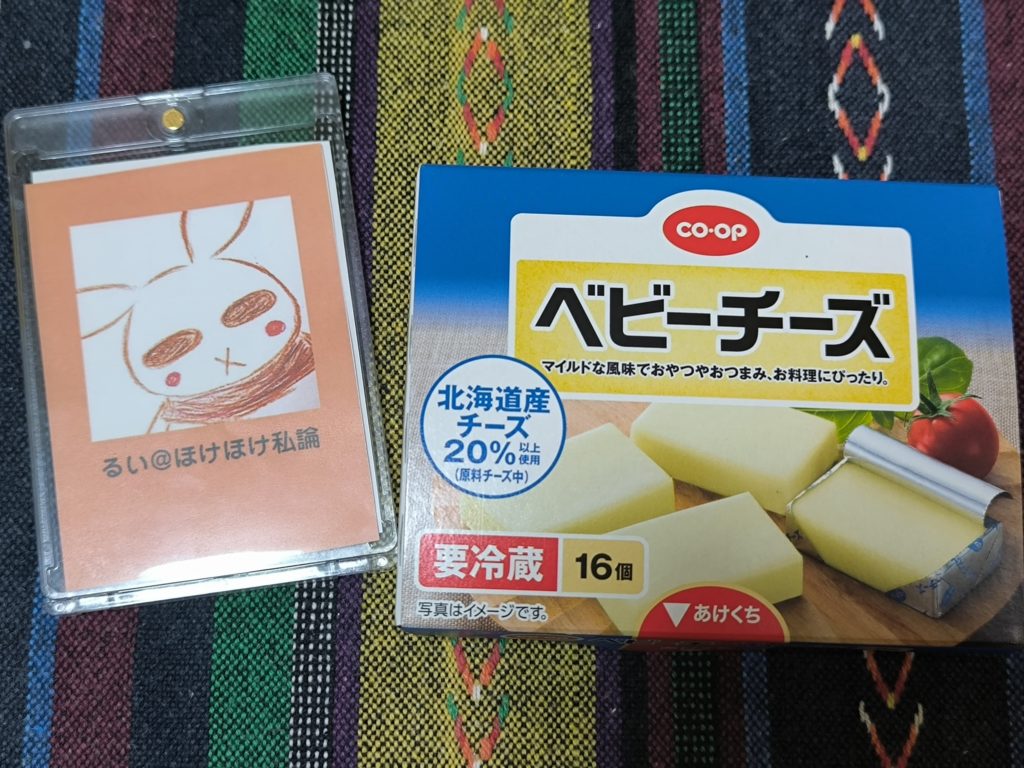 るい@ほけほけ私論
CO・OP
ベビーチーズ
マイルドな風味でおやつやおつまみ、お料理にぴったり。
北海道産
チーズ
20%以上使用
(原料チーズ中)
要冷蔵
16個
写真はイメージです。
▼あけくち